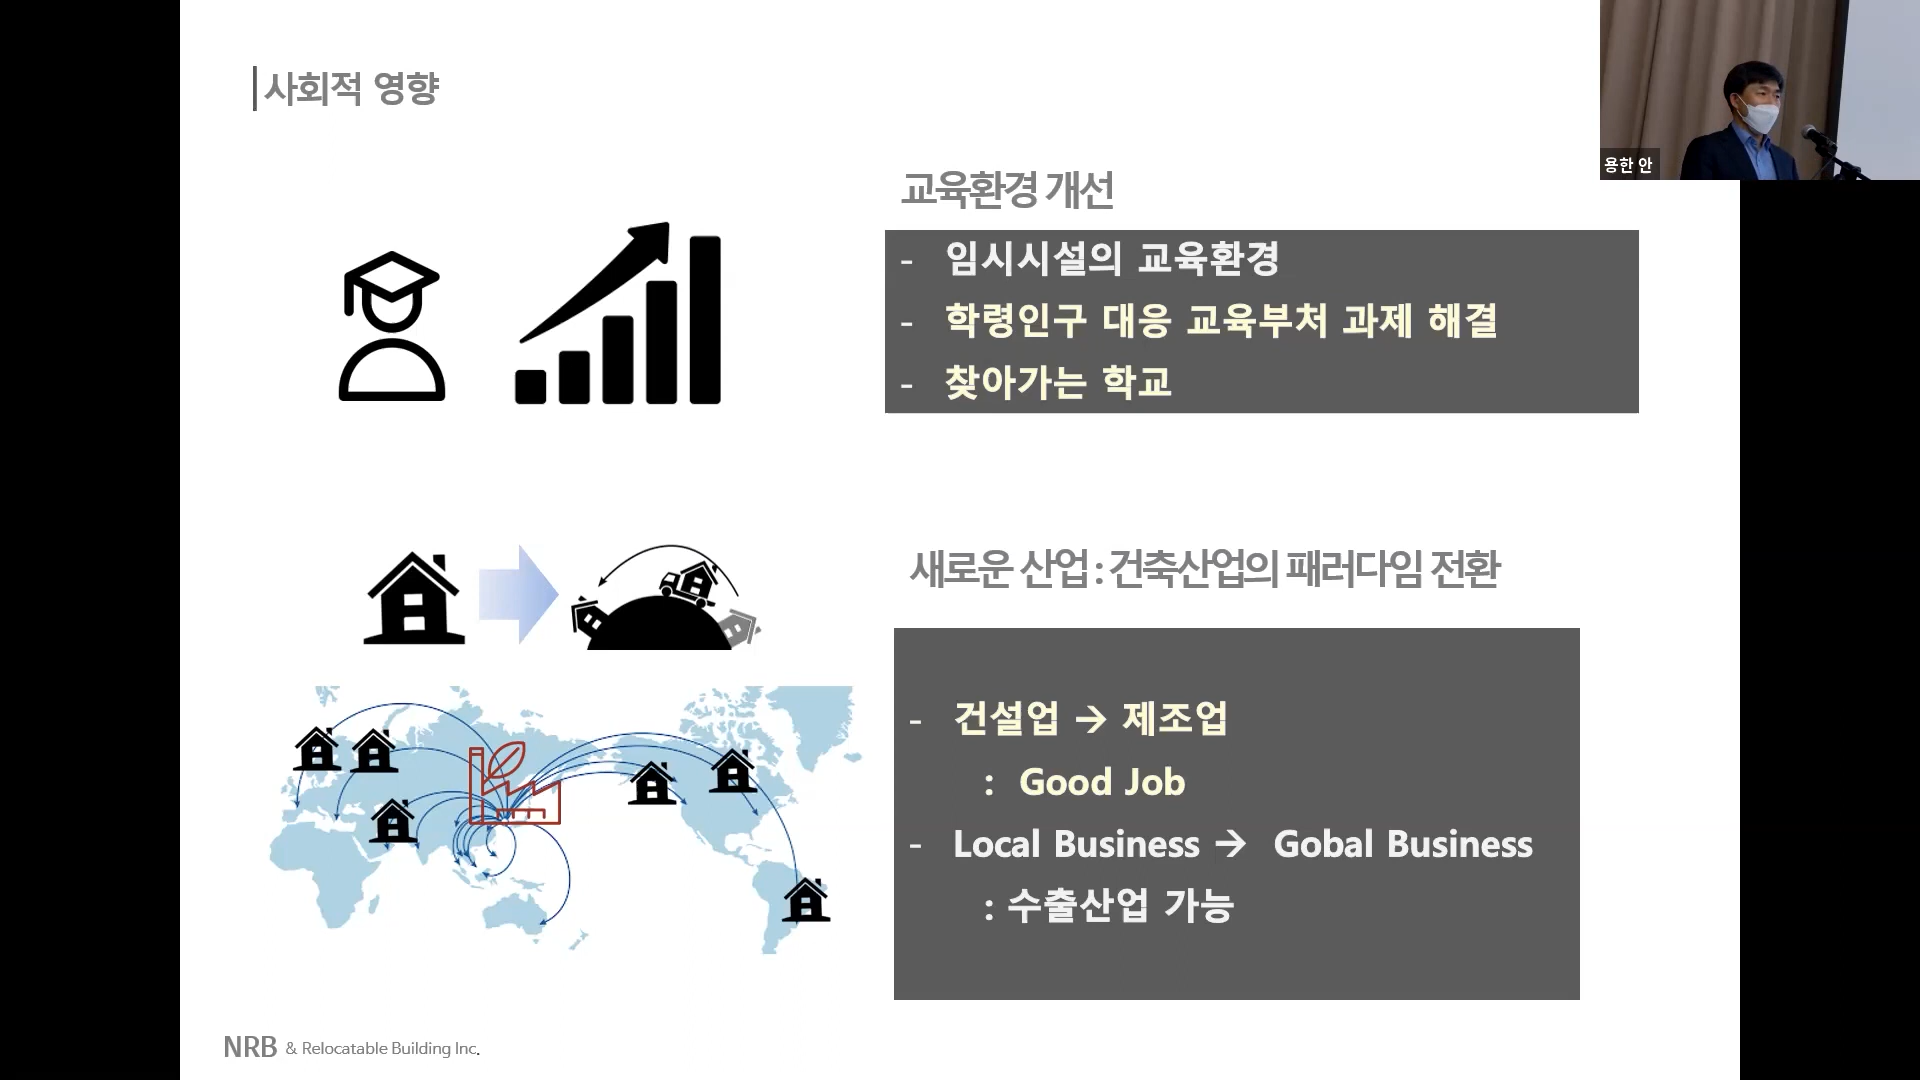 사회적 영향
용한 안
교육환경 개선
- 임시시설의 교육환경
- 학령인구 대응 교육부처 과제 해결
- 찾아가는 학교
새로운 산업 : 건축산업의 패러다임 전환
- 건설업 → 제조업
: Good Job
- Local Business → Gobal Business
: 수출산업 가능
NRB & Relocatable Building Inc.